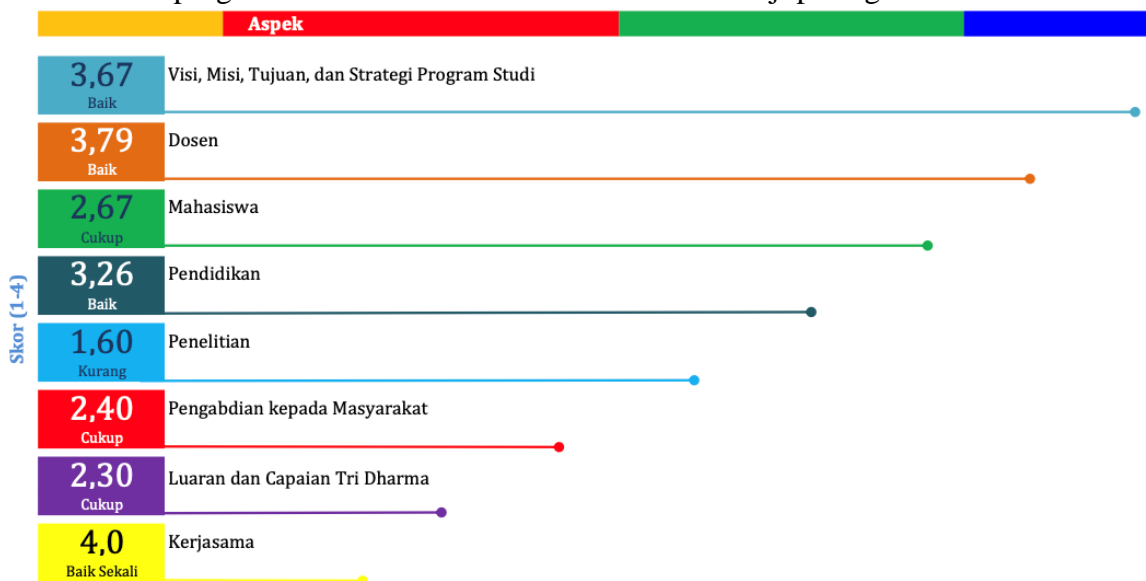 Aspek
3,67
Baik
Visi, Misi, Tujuan, dan Strategi Program Studi
3,79
Baik
Dosen
2,67
Cukup
Mahasiswa
3,26
Baik
Pendidikan
1,60
Kurang
Penelitian
2,40
Cukup
Pengabdian kepada Masyarakat
2,30
Cukup
Luaran dan Capaian Tri Dharma
4,0
Baik Sekali
Kerjasama
Skor (1-4)